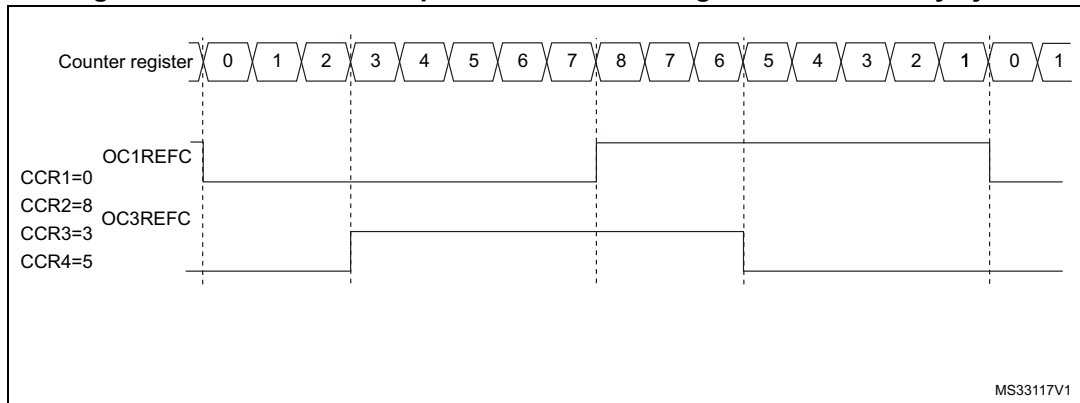 Counter register 0 1 2 3 4 5 6 7 8 7 6 5 4 3 2 1 0 1
OC1REFC
CCR1=0
CCR2=8
OC3REFC
CCR3=3
CCR4=5
MS33117V1